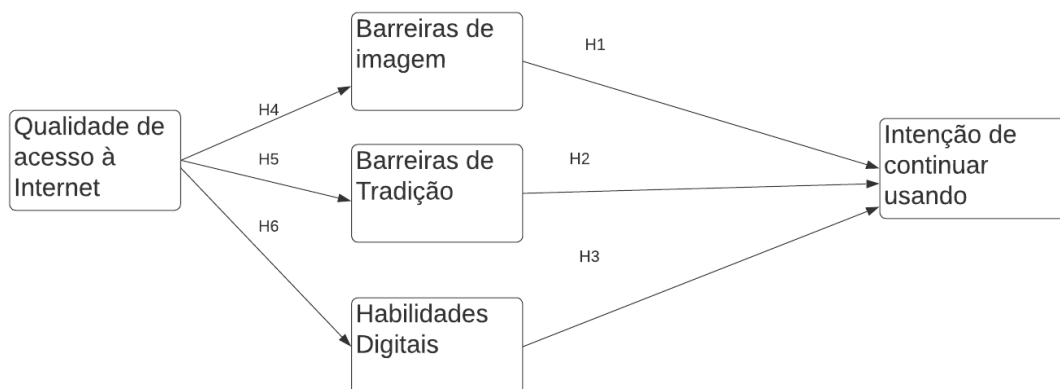 Barreiras de
imagem
H1
H4
Qualidade de
acesso à
Internet
H5
Barreiras de
Tradição
H2
Intenção de
continuar
usando
H6
H3
Habilidades
Digitais